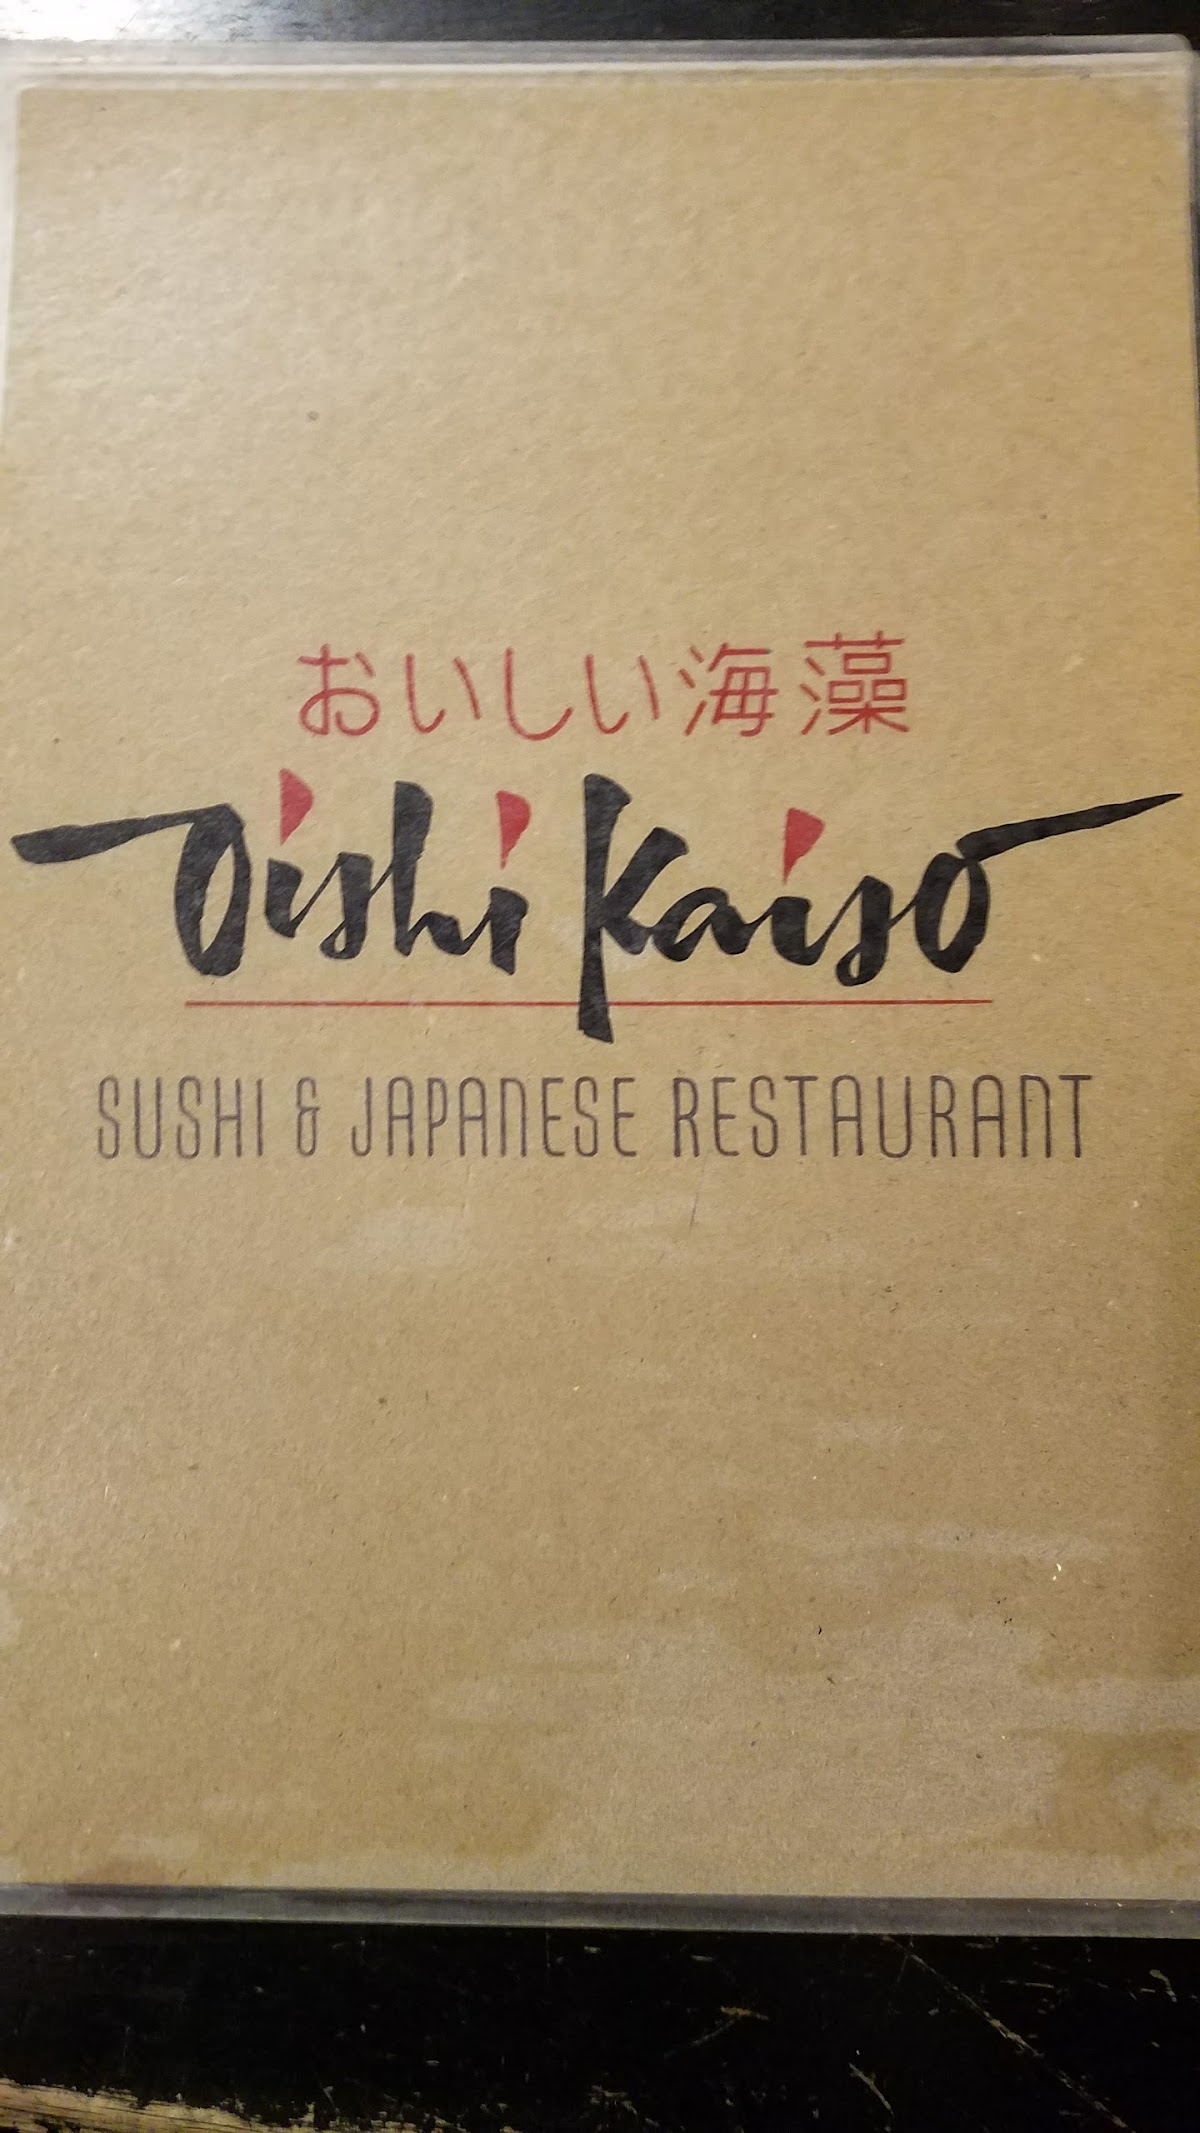 おいしい海藻
Oishi Kaiso
SUSHI & JAPANESE RESTAURANT